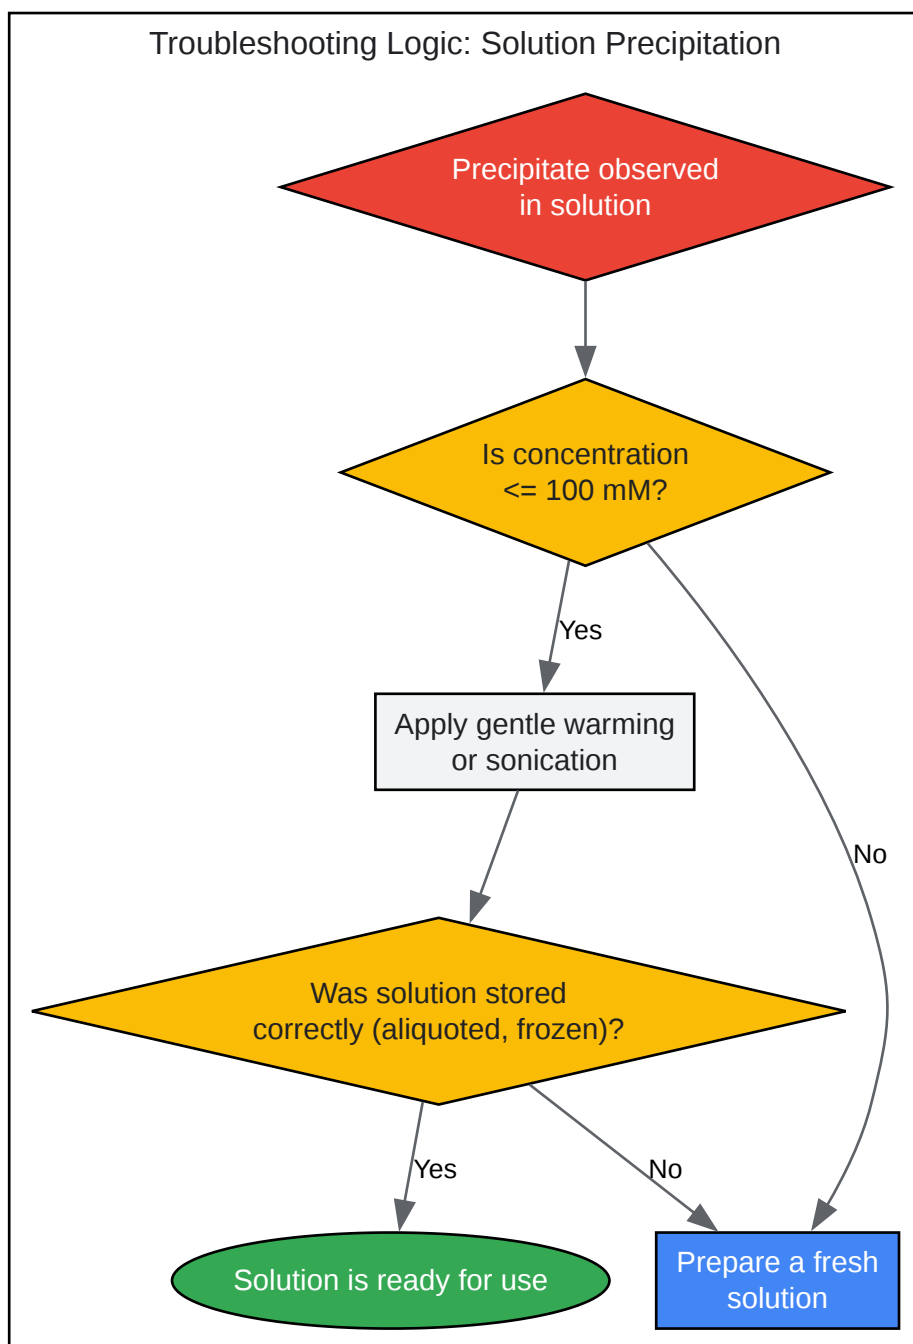 Troubleshooting Logic: Solution Precipitation
Precipitate observed
in solution
Is concentration
<= 100 mM?
Yes
Apply gentle warming
or sonication
No
Was solution stored
correctly (aliquoted, frozen)?
Yes
No
Solution is ready for use
Prepare a fresh
solution